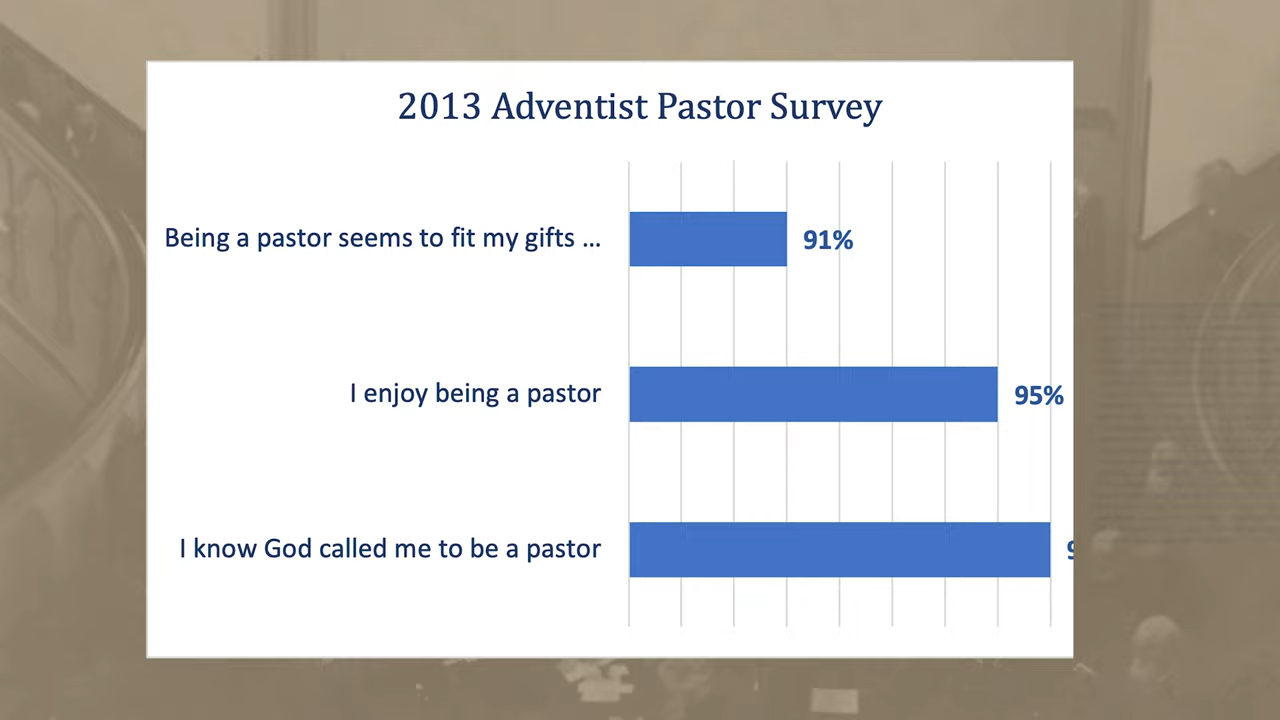 2013 Adventist Pastor Survey
Being a pastor seems to fit my gifts ... 91%
I enjoy being a pastor 95%
I know God called me to be a pastor